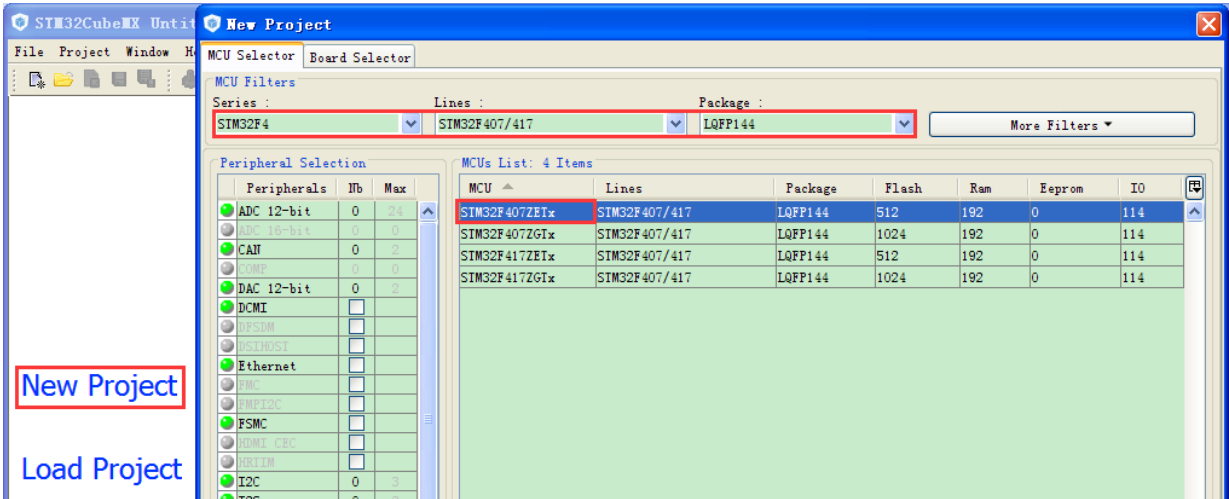 STM32CubeMX Untit
New Project
File Project Window He
MCU Selector Board Selector
MCU Filters
Series : Lines : Package :
STM32F4 STM32F407/417 LQFP144 More Filters
Peripheral Selection MCUs List: 4 Items
Peripherals Nb Max MCU Lines Package Flash Ram Eeprom IO
ADC 12-bit 0 24 STM32F407ZETx STM32F407/417 LQFP144 512 192 0 114
ADC 16-bit 0 0 STM32F407ZGTx STM32F407/417 LQFP144 1024 192 0 114
CAN 0 2 STM32F417ZETx STM32F407/417 LQFP144 512 192 0 114
COMP 0 0 STM32F417ZGTx STM32F407/417 LQFP144 1024 192 0 114
DAC 12-bit 0 2
DCMI
DFSDM
DSIHOST
Ethernet
FMC
FMPI2C
FSMC
HDMI CEC
HRTIM
I2C 0 3
New Project
Load Project